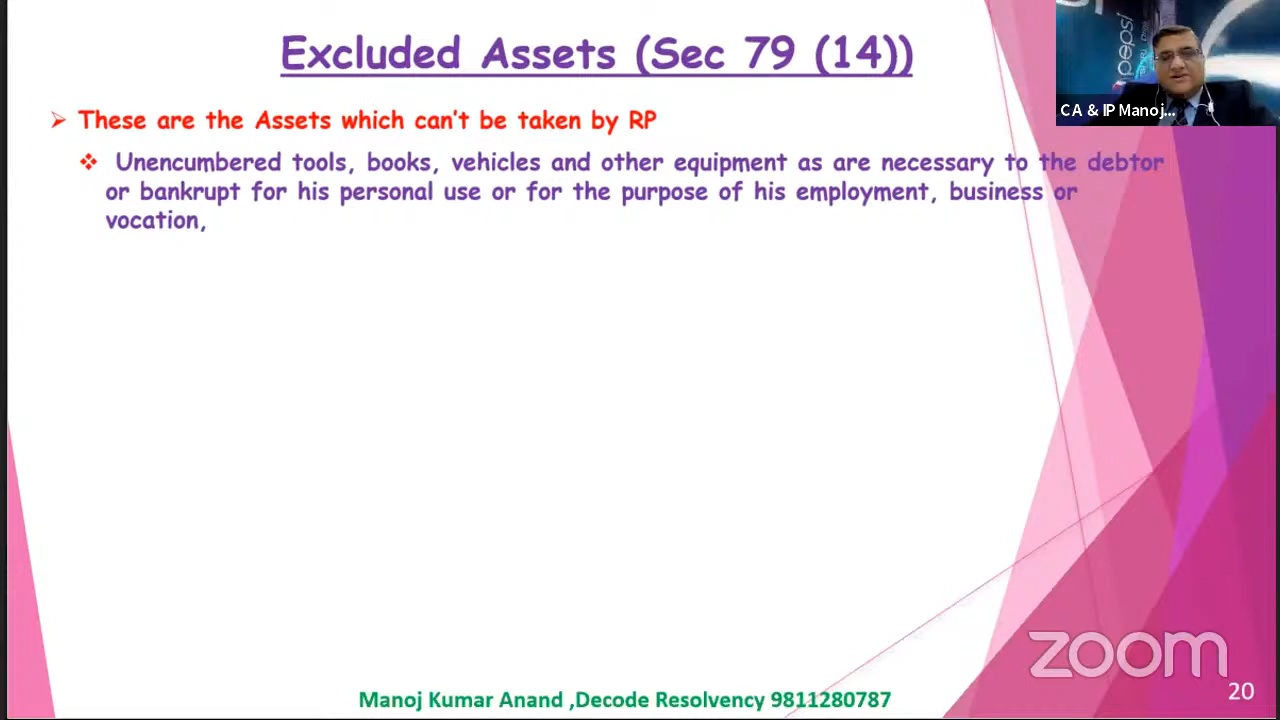 Excluded Assets (Sec 79 (14))
pepsi
CA & IP Manoj...
➢ These are the Assets which can't be taken by RP
❖ Unencumbered tools, books, vehicles and other equipment as are necessary to the debtor
or bankrupt for his personal use or for the purpose of his employment, business or
vocation,
zoom
Manoj Kumar Anand ,Decode Resolvency 9811280787
20